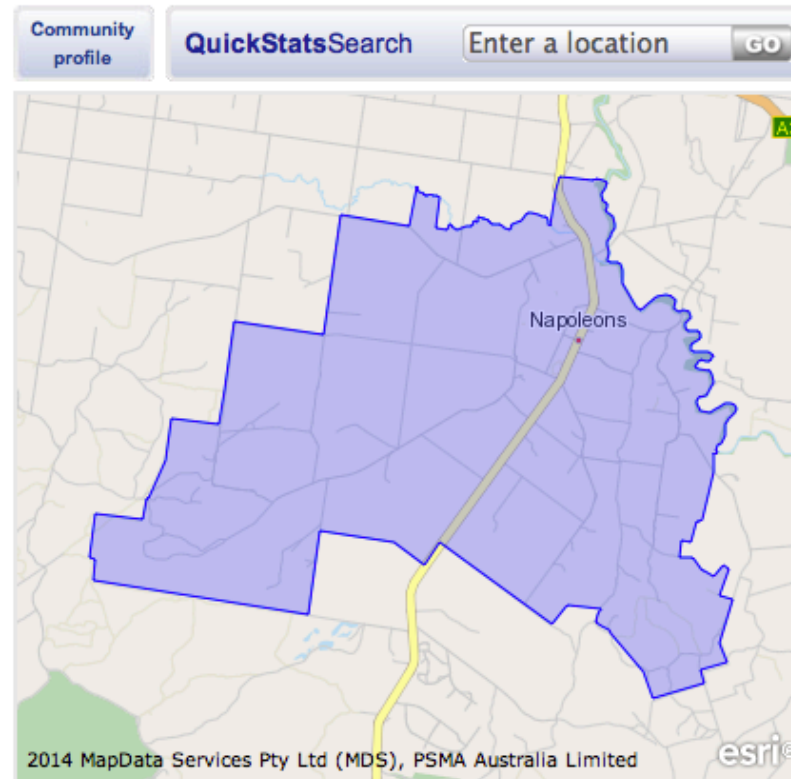 Community
profile
QuickStatsSearch
Enter a location
GO
Napoleons
2014 MapData Services Pty Ltd (MDS), PSMA Australia Limited
esri